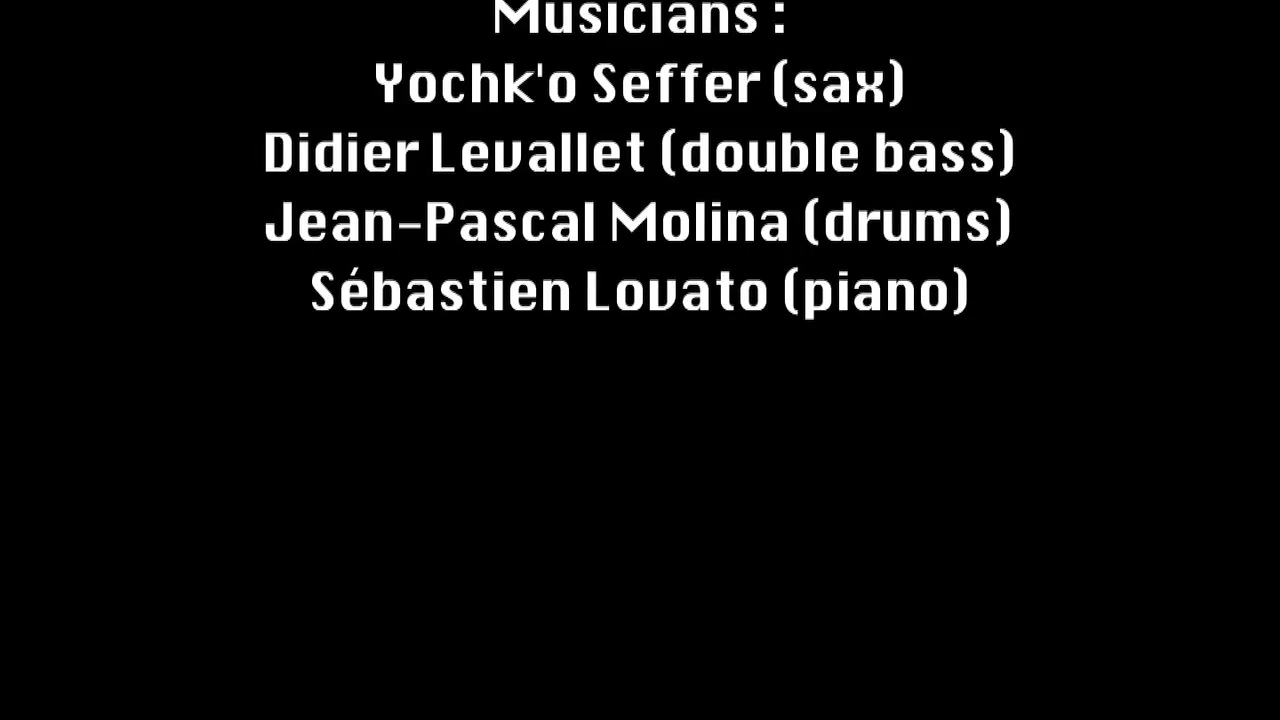 Musicians :
Yochk'o Seffer (sax)
Didier Levallet (double bass)
Jean-Pascal Molina (drums)
Sébastien Lovato (piano)